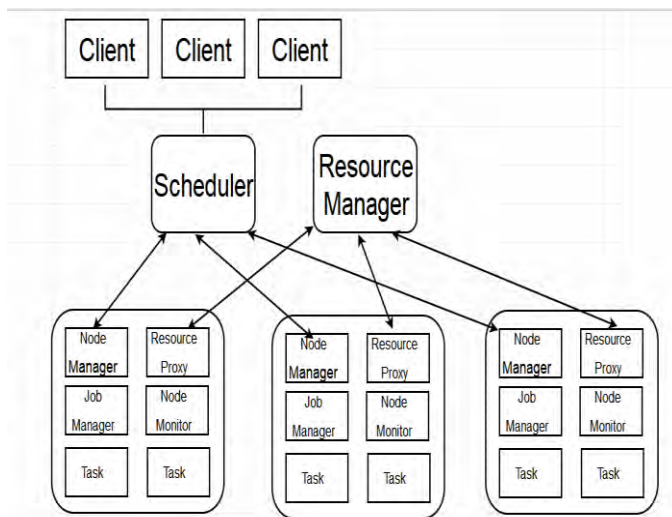 Client
Client
Client
Scheduler
Resource
Manager
Node
Manager
Resource
Proxy
Job
Manager
Node
Monitor
Task
Task
Node
Manager
Resource
Proxy
Job
Manager
Node
Monitor
Task
Task
Node
Manager
Resource
Proxy
Job
Manager
Node
Monitor
Task
Task